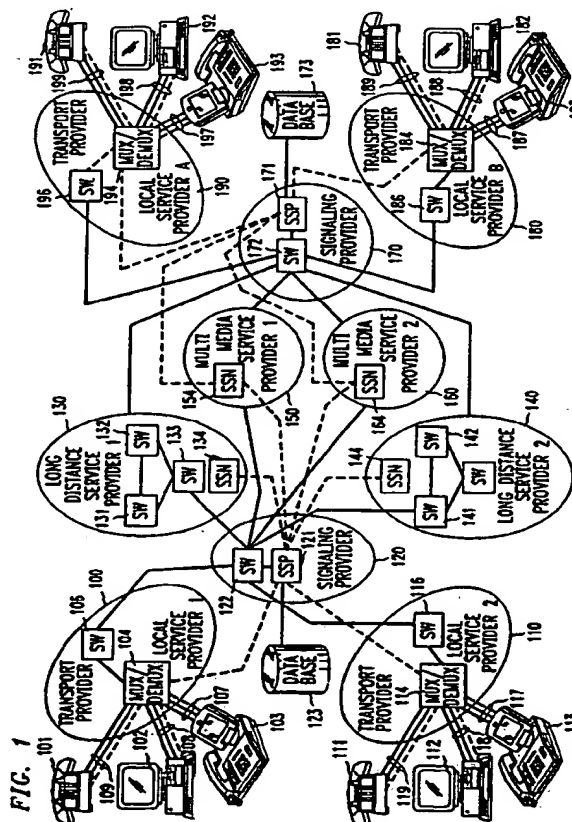 FIG. 1
101
109
102
108
107
103
TRANSPORT PROVIDER
104
MUX/
DEMUX
LOCAL SERVICE
PROVIDER 1
106
SW
100
111
119
112
118
117
113
TRANSPORT PROVIDER
114
MUX/
DEMUX
LOCAL SERVICE
PROVIDER 2
SW
116
110
122
SW
SSP
121
SIGNALING
PROVIDER
120
DATA
BASE
123
130
LONG
DISTANCE
SERVICE
PROVIDER 1
131
SW
SW
132
SW
133
SSN
134
140
LONG DISTANCE
SERVICE PROVIDER 2
144
SSN
141
SW
SW
142
SW
MULTI
MEDIA
SERVICE
PROVIDER 1
154
SSN
150
MULTI
MEDIA
SERVICE
PROVIDER 2
SSN
164
160
172
SW
SSP
171
SIGNALING
PROVIDER
170
DATA
BASE
173
TRANSPORT
PROVIDER
196
SW
194
MUX/
DEMUX
LOCAL SERVICE
PROVIDER A
190
191
199
192
198
197
193
TRANSPORT
PROVIDER
184
MUX/
DEMUX
SW
186
LOCAL SERVICE
PROVIDER B
180
181
189
182
188
187